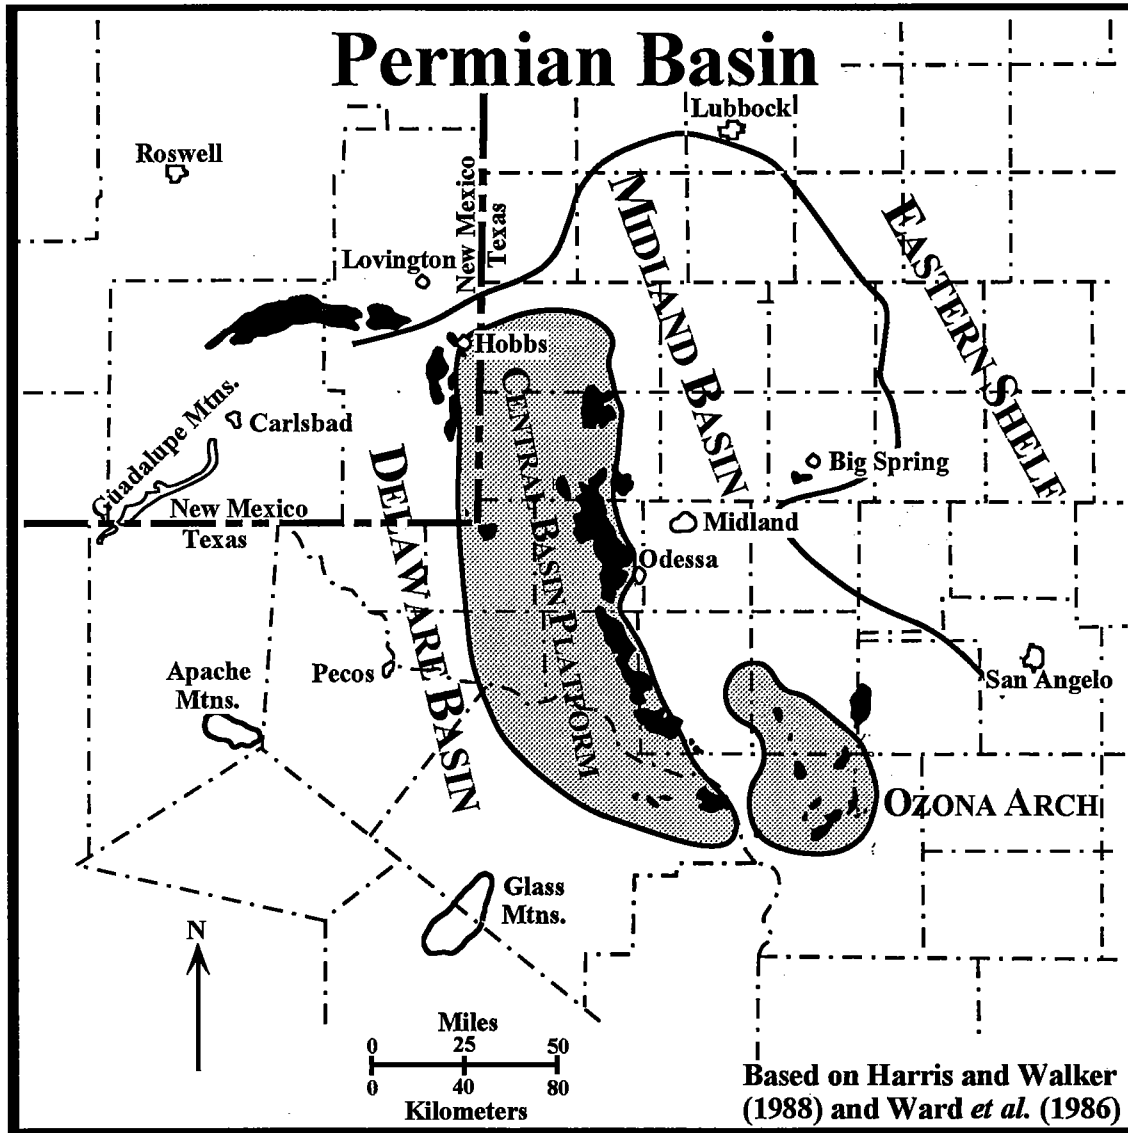 Permian Basin
Lubbock
Roswell
New Mexico
Texas
MIDLAND BASIN
EASTERN SHELF
Lovington
Hobbs
CENTRAL BASIN PLATFORM
Guadalupe Mtns.
Carlsbad
DELAWARE BASIN
Big Spring
New Mexico
Texas
Midland
Odessa
Apache
Mtns.
Pecos
San Angelo
OZONA ARCH
Glass
Mtns.
N
Miles
0 25 50
0 40 80
Kilometers
Based on Harris and Walker
(1988) and Ward et al. (1986)